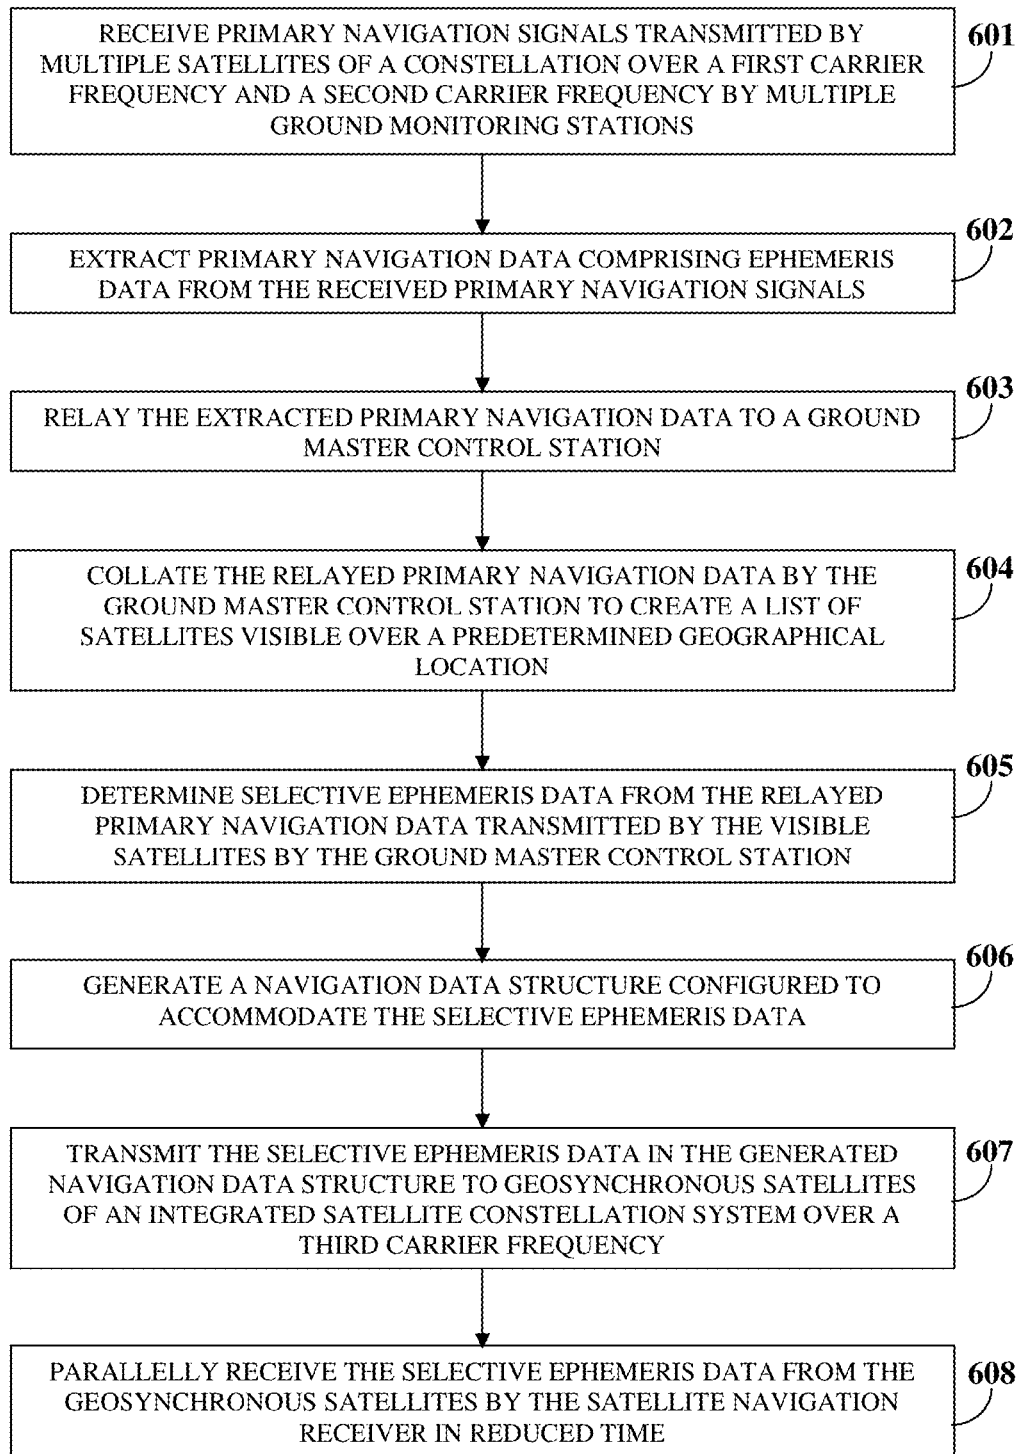 RECEIVE PRIMARY NAVIGATION SIGNALS TRANSMITTED BY
MULTIPLE SATELLITES OF A CONSTELLATION OVER A FIRST CARRIER
FREQUENCY AND A SECOND CARRIER FREQUENCY BY MULTIPLE
GROUND MONITORING STATIONS
601
EXTRACT PRIMARY NAVIGATION DATA COMPRISING EPHEMERIS
DATA FROM THE RECEIVED PRIMARY NAVIGATION SIGNALS
602
RELAY THE EXTRACTED PRIMARY NAVIGATION DATA TO A GROUND
MASTER CONTROL STATION
603
COLLATE THE RELAYED PRIMARY NAVIGATION DATA BY THE
GROUND MASTER CONTROL STATION TO CREATE A LIST OF
SATELLITES VISIBLE OVER A PREDETERMINED GEOGRAPHICAL
LOCATION
604
DETERMINE SELECTIVE EPHEMERIS DATA FROM THE RELAYED
PRIMARY NAVIGATION DATA TRANSMITTED BY THE VISIBLE
SATELLITES BY THE GROUND MASTER CONTROL STATION
605
GENERATE A NAVIGATION DATA STRUCTURE CONFIGURED TO
ACCOMMODATE THE SELECTIVE EPHEMERIS DATA
606
TRANSMIT THE SELECTIVE EPHEMERIS DATA IN THE GENERATED
NAVIGATION DATA STRUCTURE TO GEOSYNCHRONOUS SATELLITES
OF AN INTEGRATED SATELLITE CONSTELLATION SYSTEM OVER A
THIRD CARRIER FREQUENCY
607
PARALLELLY RECEIVE THE SELECTIVE EPHEMERIS DATA FROM THE
GEOSYNCHRONOUS SATELLITES BY THE SATELLITE NAVIGATION
RECEIVER IN REDUCED TIME
608